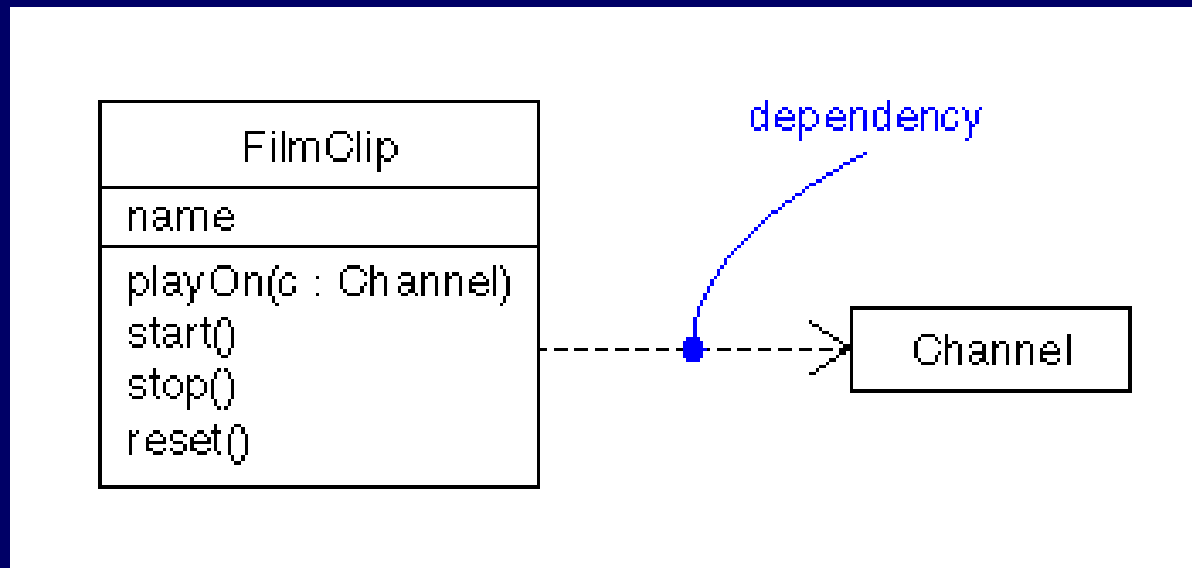 FilmClip
name
playOn(c : Channel)
start()
stop()
reset()
dependency
Channel